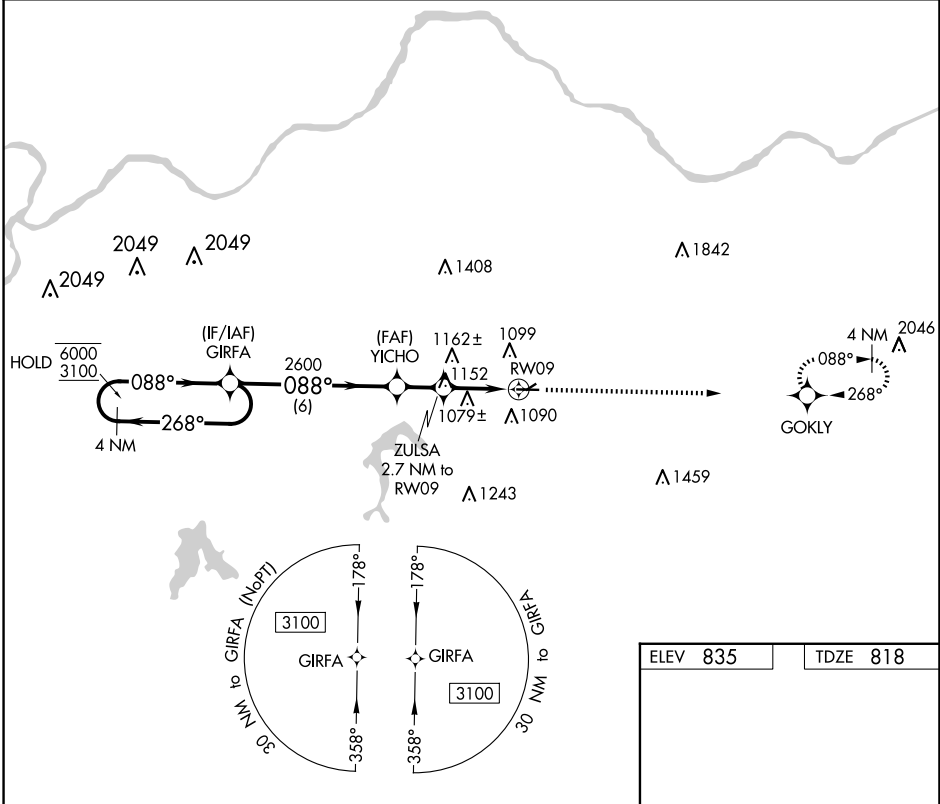 2049
2049
2049
1408
1842
(IF/IAF)
GIRFA
HOLD
6000
3100
088°
268°
4 NM
2600
088°
(6)
(FAF)
YICHO
1162±
1099
RW09
1152
1079±
1090
ZULSA
2.7 NM to
RW09
1243
1459
4 NM
2046
088°
268°
GOKLY
30 NM to GIRFA (NoPT)
178°
3100
GIRFA
358°
178°
GIRFA
3100
358°
30 NM to GIRFA
ELEV 835
TDZE 818